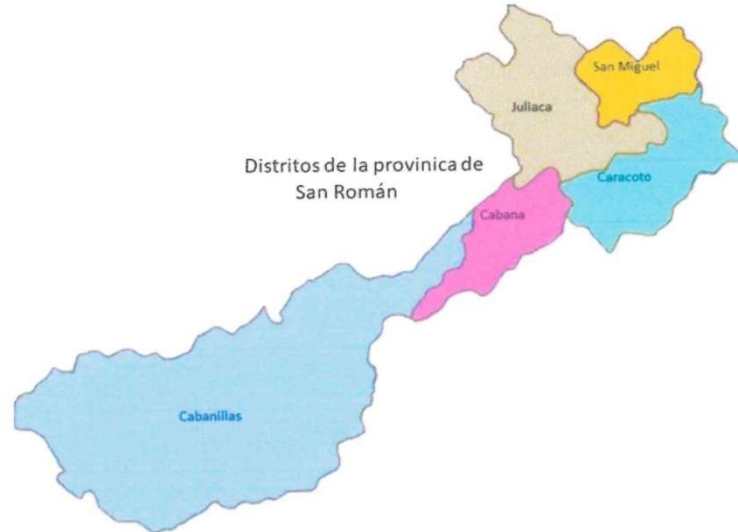 San Miguel
Juliaca
Distritos de la provinica de
San Román
Caracoto
Cabana
Cabanillas